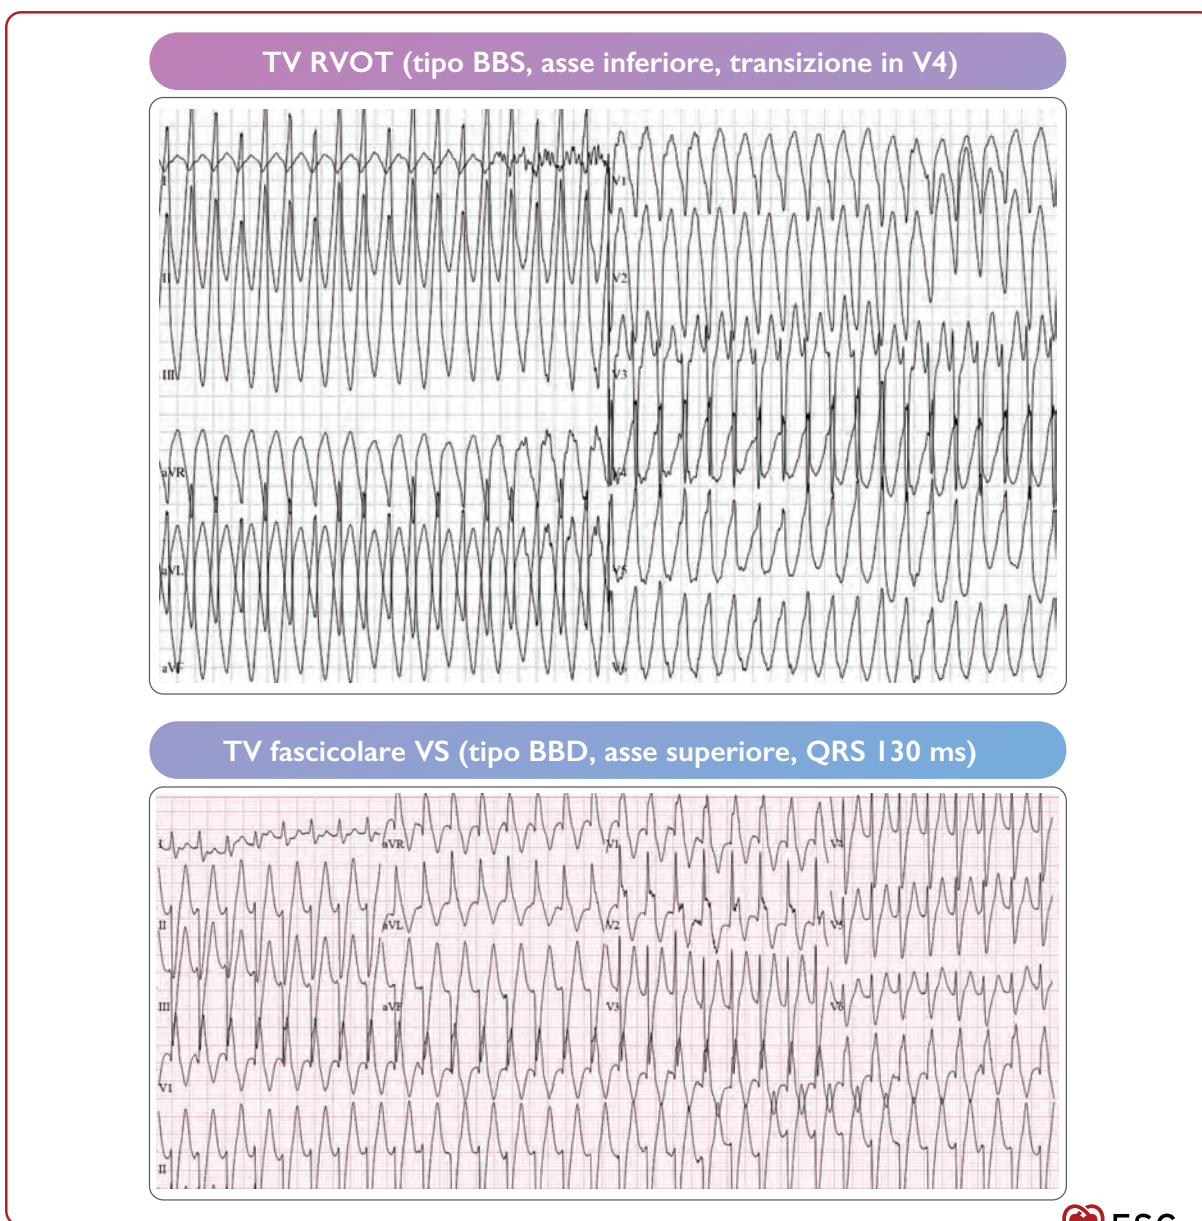 TV RVOT (tipo BBS, asse inferiore, transizione in V4)
I
V1
II
V2
III
V3
aVR
V4
aVL
V5
aVF
V6
TV fascicolare VS (tipo BBD, asse superiore, QRS 130 ms)
I aVR V1 V4
II aVL V2 V5
III aVF V3 V6
V1
II